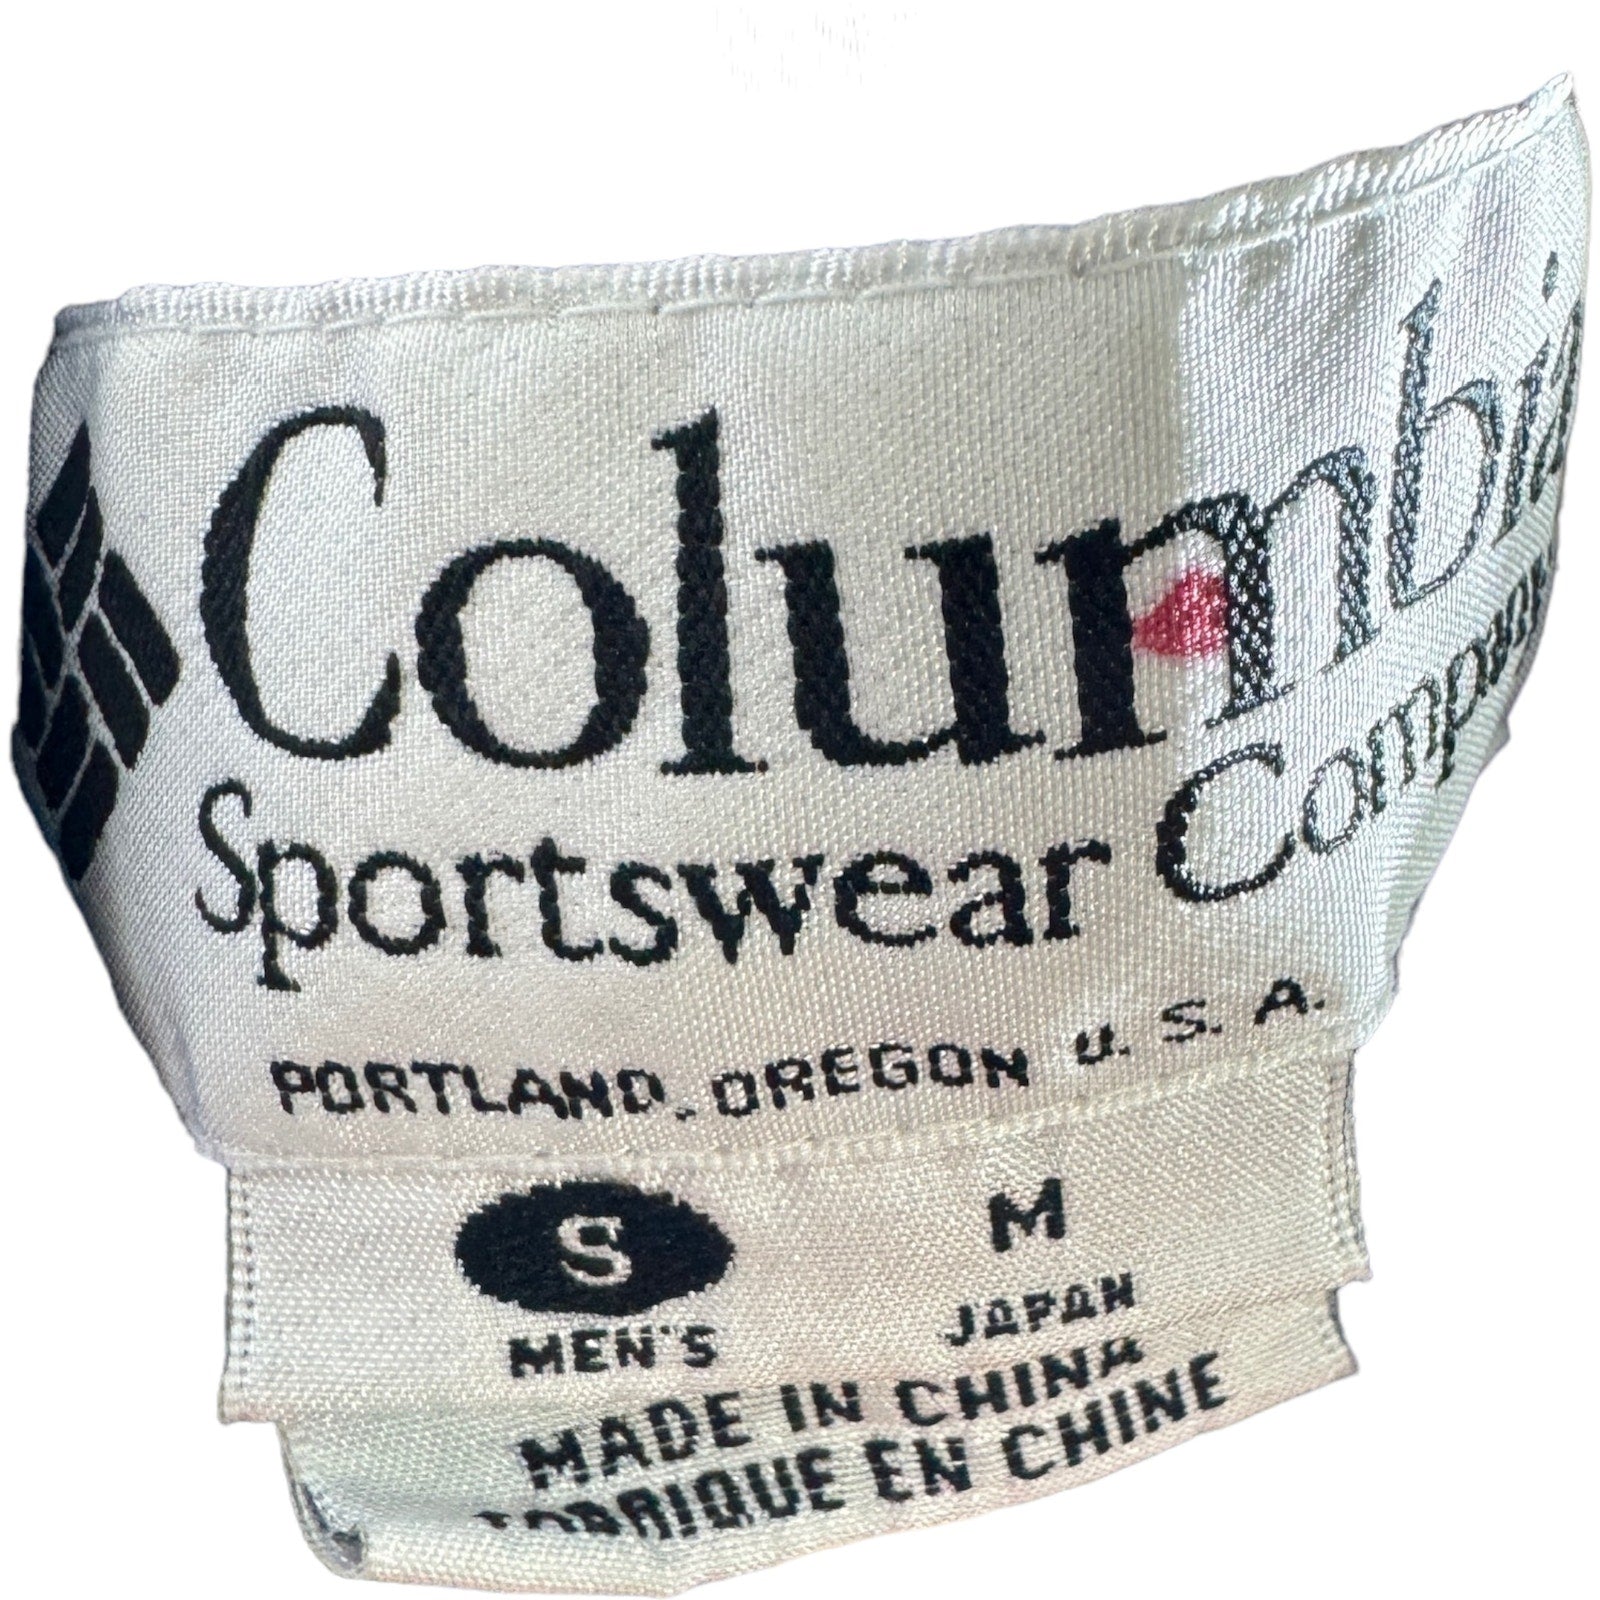 Columbia
Sportswear Company
PORTLAND, OREGON U. S. A.
S M
MEN'S JAPAN
MADE IN CHINA
FABRIQUE EN CHINE